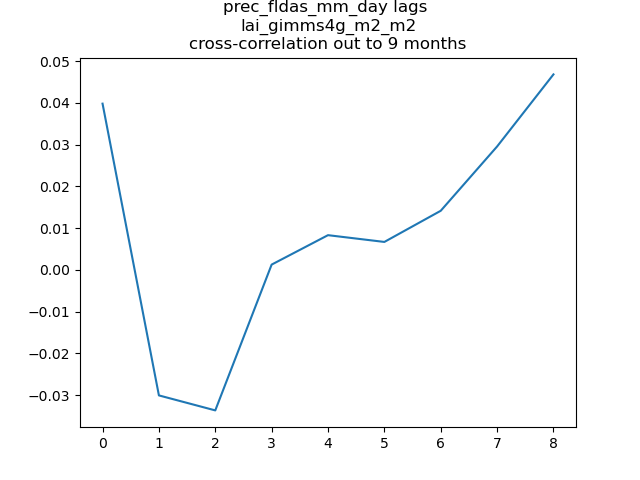 prec_fldas_mm_day lags
lai_gimms4g_m2_m2
cross-correlation out to 9 months
0.05
0.04
0.03
0.02
0.01
0.00
−0.01
−0.02
−0.03
0 1 2 3 4 5 6 7 8